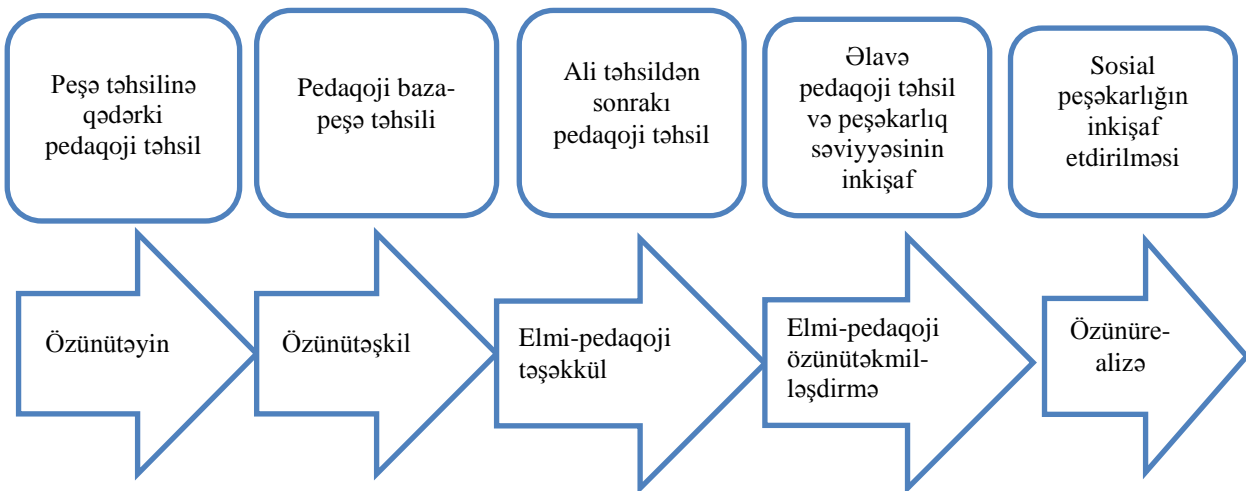 Peşə təhsilinə
qədərki
pedaqoji təhsil
Pedaqoji baza-
peşə təhsili
Ali təhsildən
sonrakı
pedaqoji təhsil
Əlavə
pedaqoji təhsil
və peşəkarlıq
səviyyəsinin
inkişaf
Sosial
peşəkarlığın
inkişaf
etdirilməsi
Özünütəyin
Özünütəşkil
Elmi-pedaqoji
təşəkkül
Elmi-pedaqoji
özünütəkmil-
ləşdirmə
Özünüre-
alizə